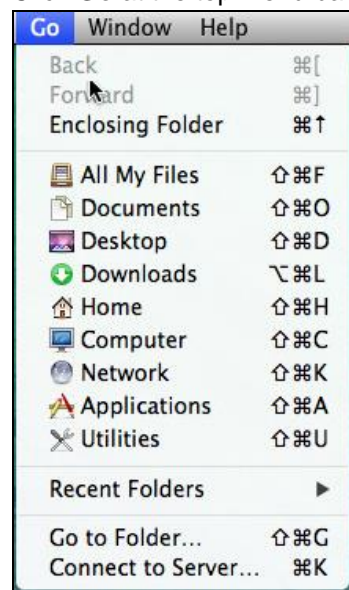 Go Window Help
Back ⌘[
Forward ⌘]
Enclosing Folder ⌘↑
All My Files ⇧⌘F
Documents ⇧⌘O
Desktop ⇧⌘D
Downloads ⌥⌘L
Home ⇧⌘H
Computer ⇧⌘C
Network ⇧⌘K
Applications ⇧⌘A
Utilities ⇧⌘U
Recent Folders ▶
Go to Folder... ⇧⌘G
Connect to Server... ⌘K